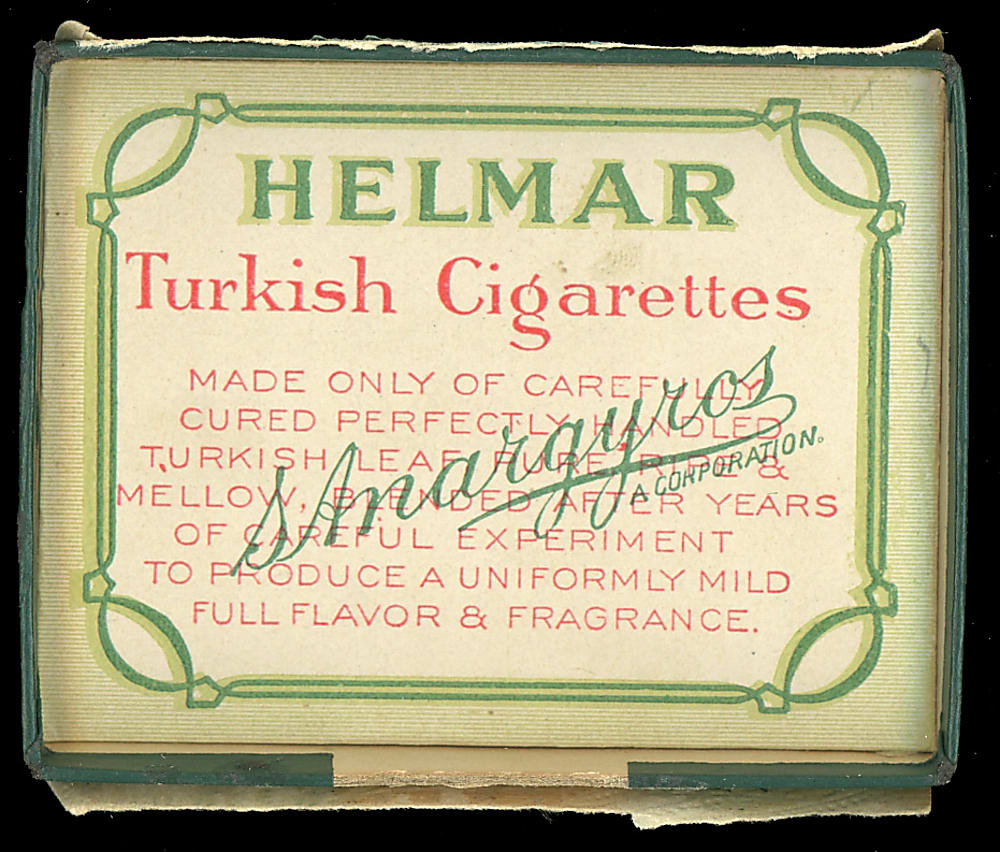 HELMAR
Turkish Cigarettes
MADE ONLY OF CAREFULLY
CURED PERFECTLY HANDLED
TURKISH LEAF, PURE, RIPE &
MELLOW, BLENDED AFTER YEARS
OF CAREFUL EXPERIMENT
TO PRODUCE A UNIFORMLY MILD
FULL FLAVOR & FRAGRANCE.
S Anargyros
A CORPORATION.